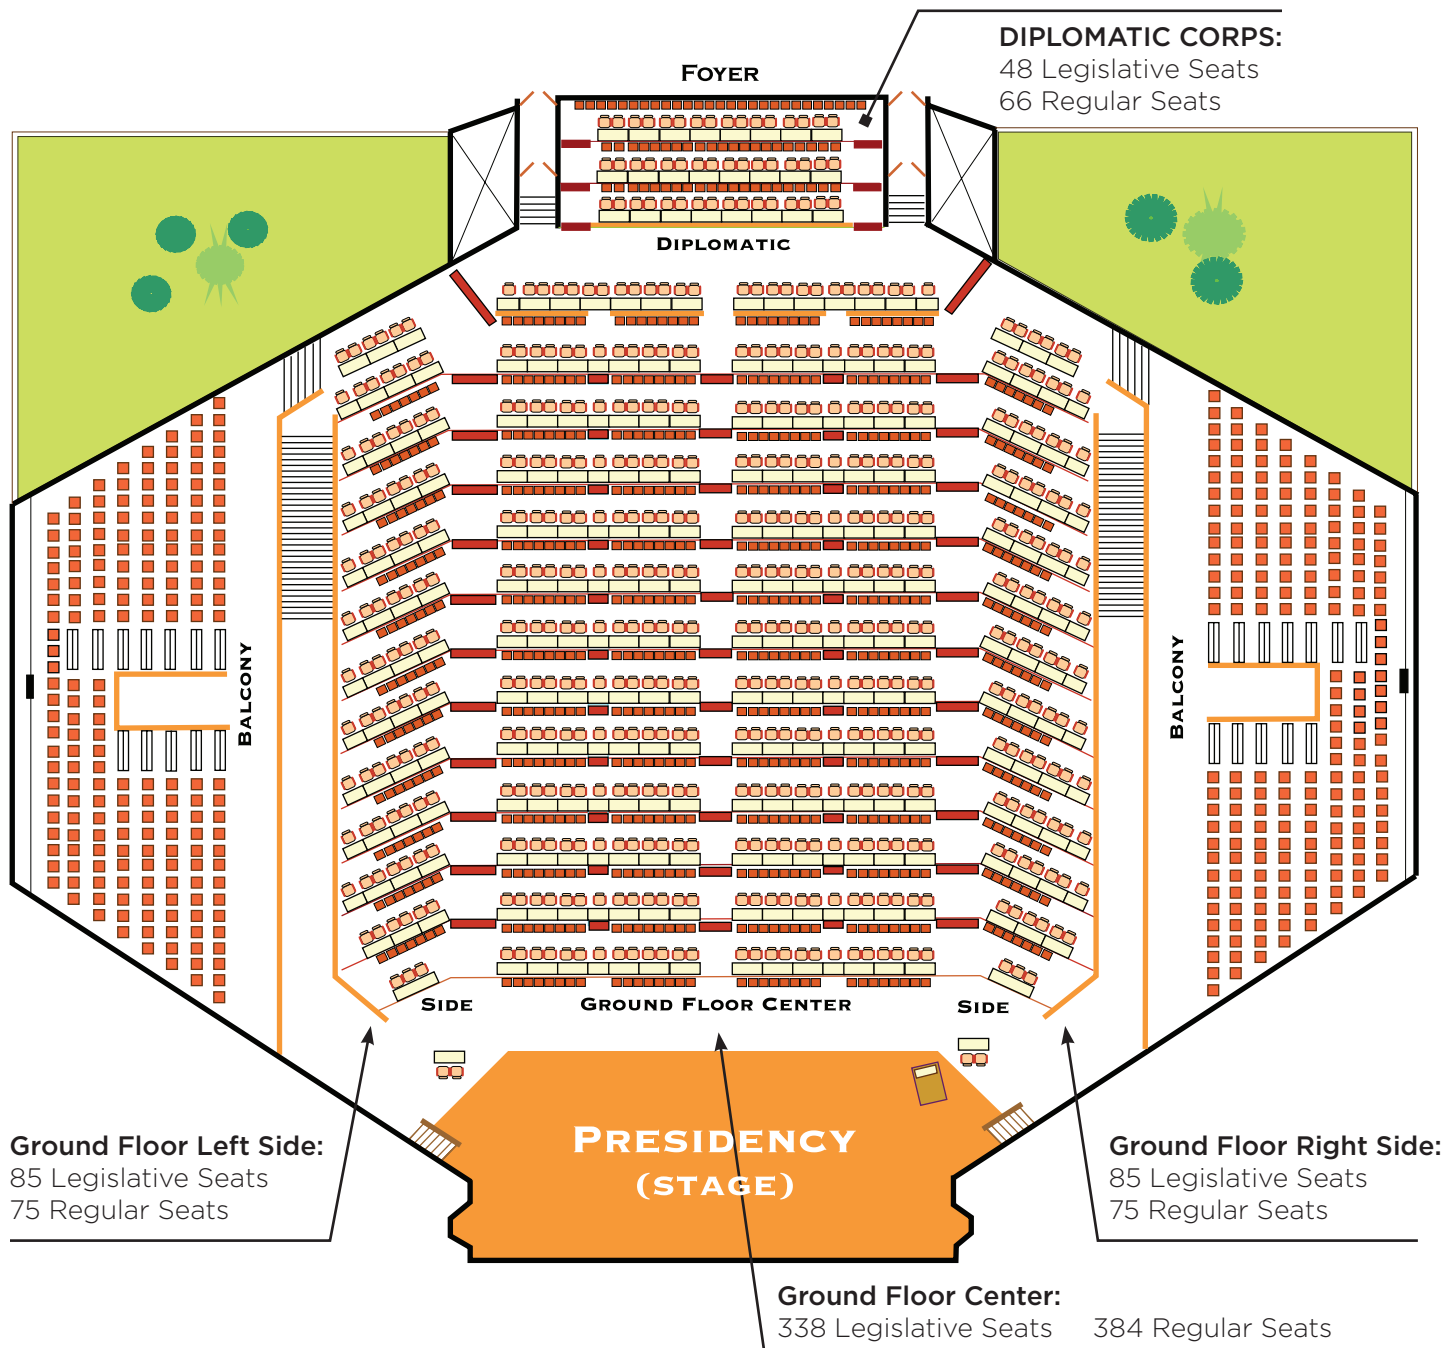 DIPLOMATIC CORPS:
48 Legislative Seats
66 Regular Seats
FOYER
DIPLOMATIC
BALCONY
BALCONY
SIDE
GROUND FLOOR CENTER
SIDE
PRESIDENCY
(STAGE)
Ground Floor Left Side:
85 Legislative Seats
75 Regular Seats
Ground Floor Right Side:
85 Legislative Seats
75 Regular Seats
Ground Floor Center:
338 Legislative Seats 384 Regular Seats